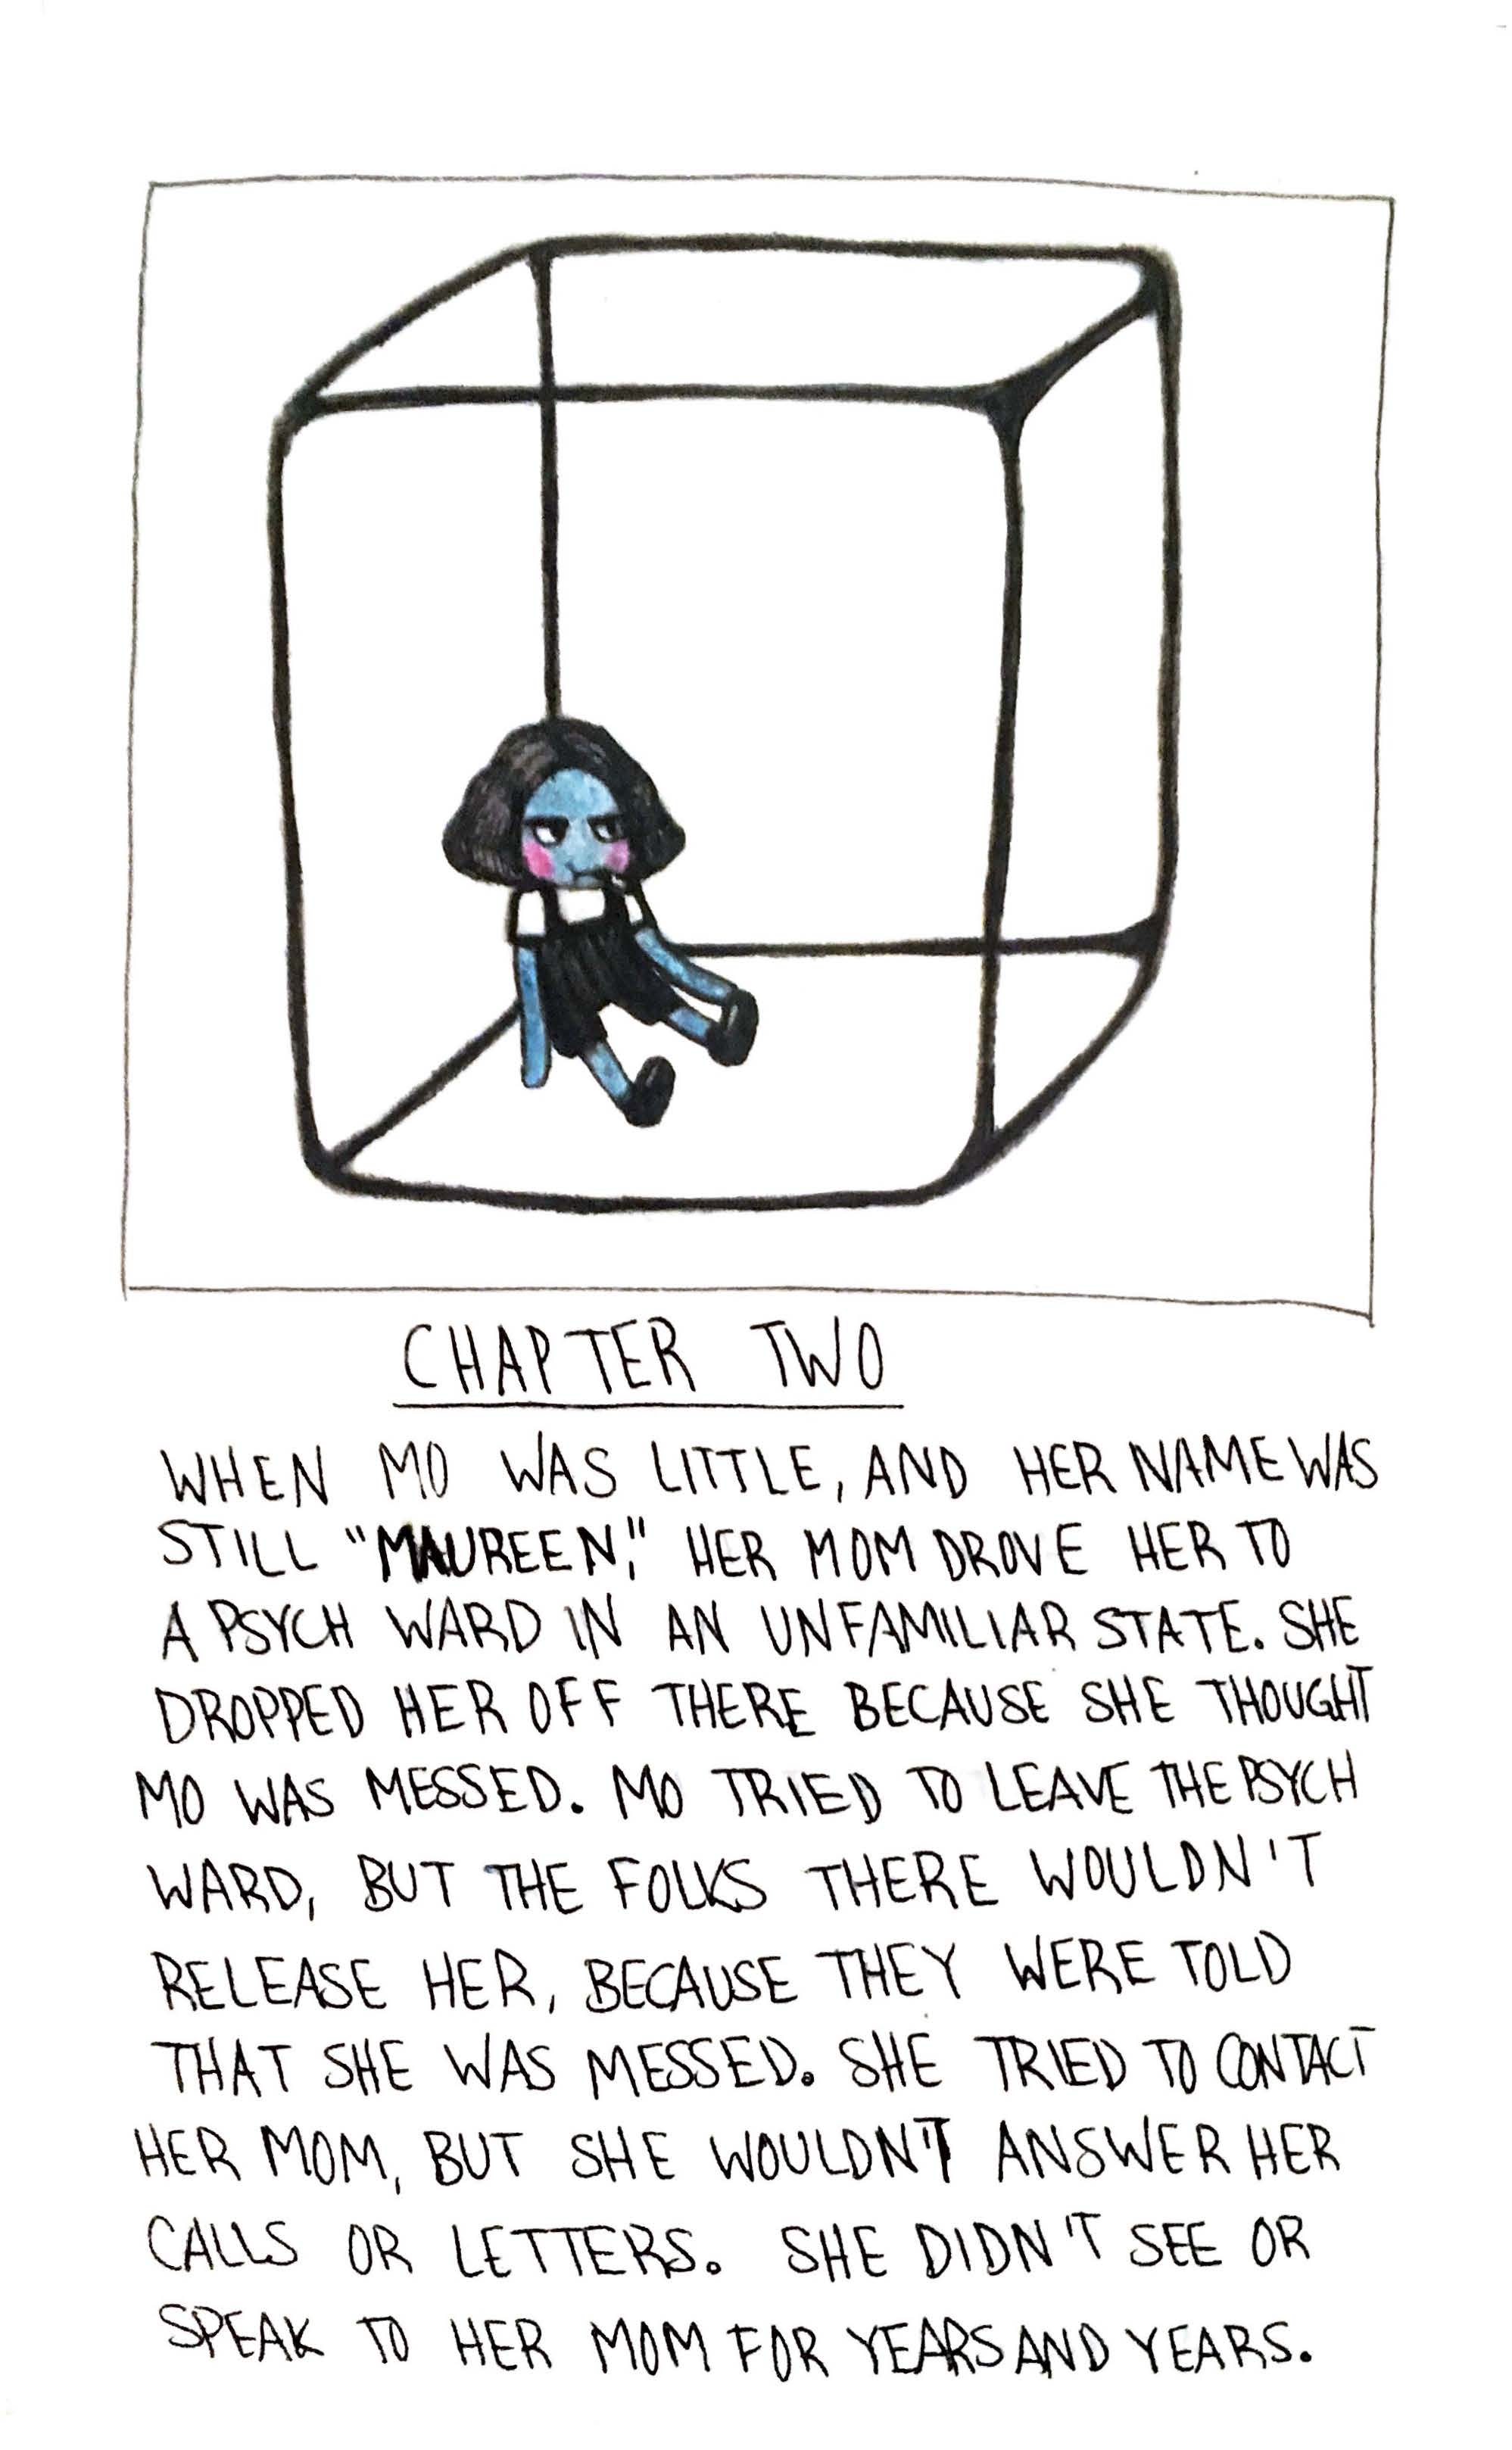 CHAPTER TWO
WHEN MO WAS LITTLE, AND HER NAME WAS
STILL "MAUREEN," HER MOM DROVE HER TO
A PSYCH WARD IN AN UNFAMILIAR STATE. SHE
DROPPED HER OFF THERE BECAUSE SHE THOUGHT
MO WAS MESSED. MO TRIED TO LEAVE THE PSYCH
WARD, BUT THE FOLKS THERE WOULDN'T
RELEASE HER, BECAUSE THEY WERE TOLD
THAT SHE WAS MESSED. SHE TRIED TO CONTACT
HER MOM, BUT SHE WOULDN'T ANSWER HER
CALLS OR LETTERS. SHE DIDN'T SEE OR
SPEAK TO HER MOM FOR YEARS AND YEARS.